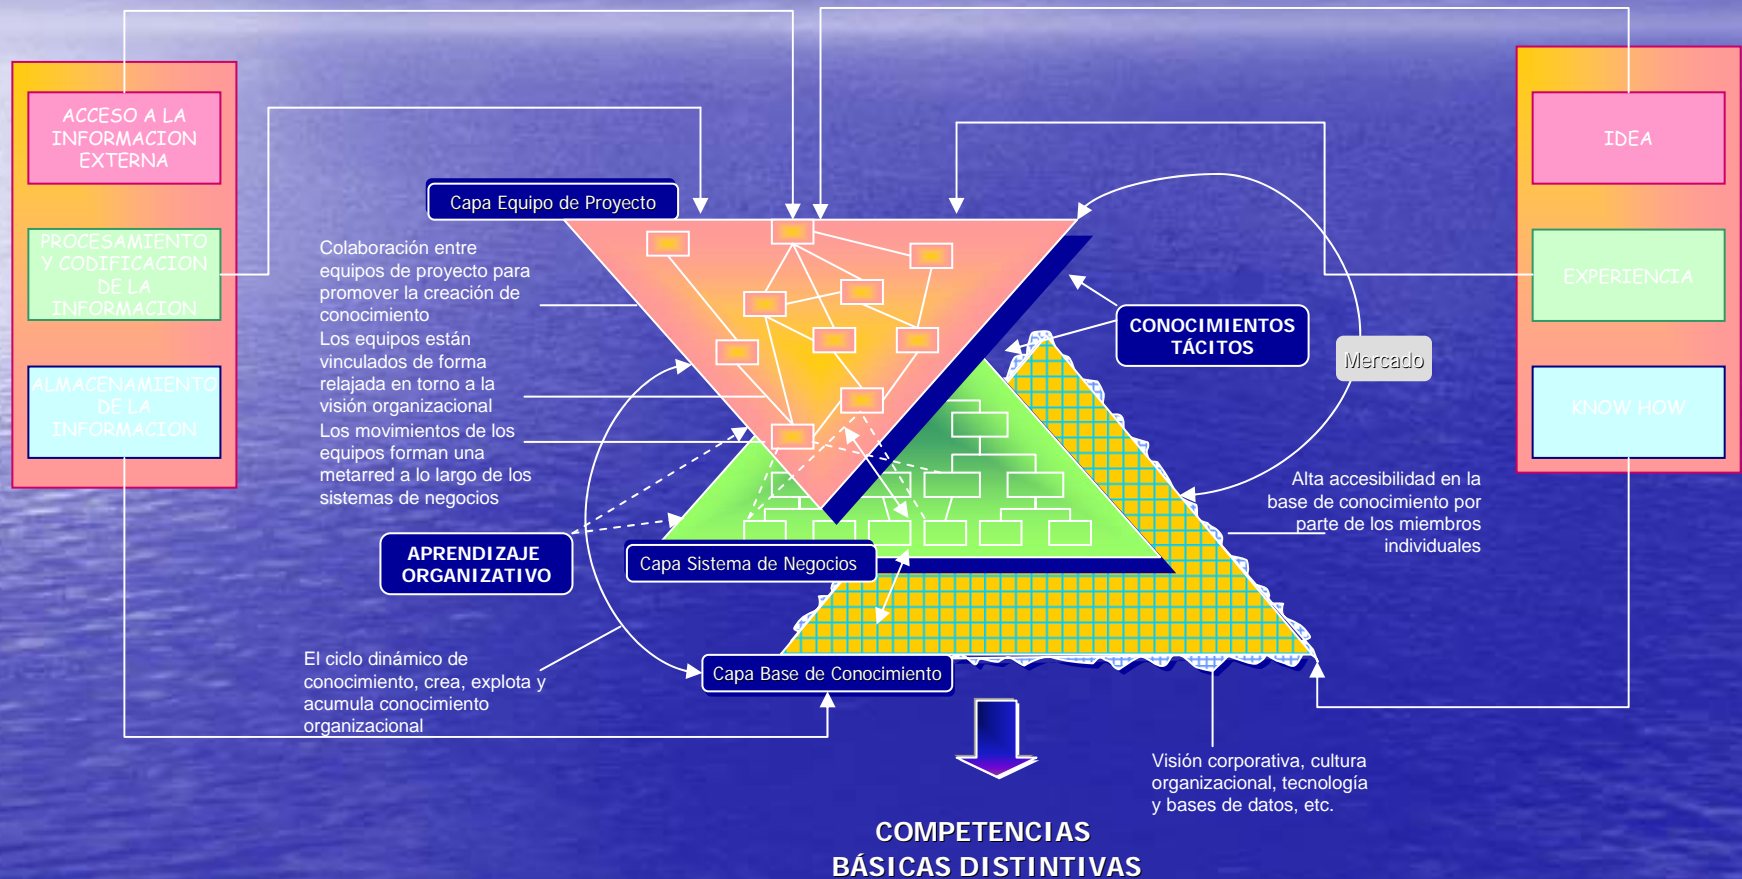 ACCESO A LA
INFORMACION
EXTERNA
PROCESAMIENTO
Y CODIFICACION
DE LA
INFORMACION
ALMACENAMIENTO
DE LA
INFORMACION
Capa Equipo de Proyecto
Colaboración entre
equipos de proyecto para
promover la creación de
conocimiento
Los equipos están
vinculados de forma
relajada en torno a la
visión organizacional
Los movimientos de los
equipos forman una
metarred a lo largo de los
sistemas de negocios
APRENDIZAJE
ORGANIZATIVO
Capa Sistema de Negocios
El ciclo dinámico de
conocimiento, crea, explota y
acumula conocimiento
organizacional
Capa Base de Conocimiento
CONOCIMIENTOS
TÁCITOS
Mercado
Alta accesibilidad en la
base de conocimiento por
parte de los miembros
individuales
Visión corporativa, cultura
organizacional, tecnología
y bases de datos, etc.
COMPETENCIAS
BÁSICAS DISTINTIVAS
IDEA
EXPERIENCIA
KNOW HOW